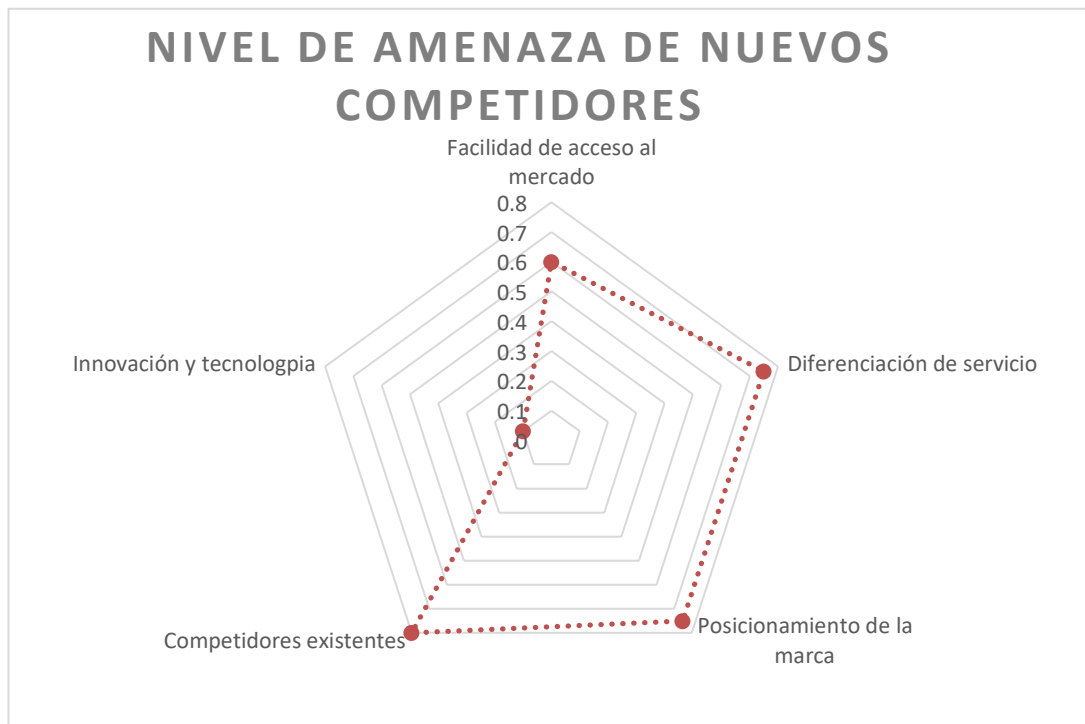 NIVEL DE AMENAZA DE NUEVOS
COMPETIDORES
Facilidad de acceso al
mercado
0.8
0.7
0.6
0.5
0.4
0.3
0.2
0.1
0
Innovación y tecnologpia
Diferenciación de servicio
Competidores existentes
Posicionamiento de la
marca